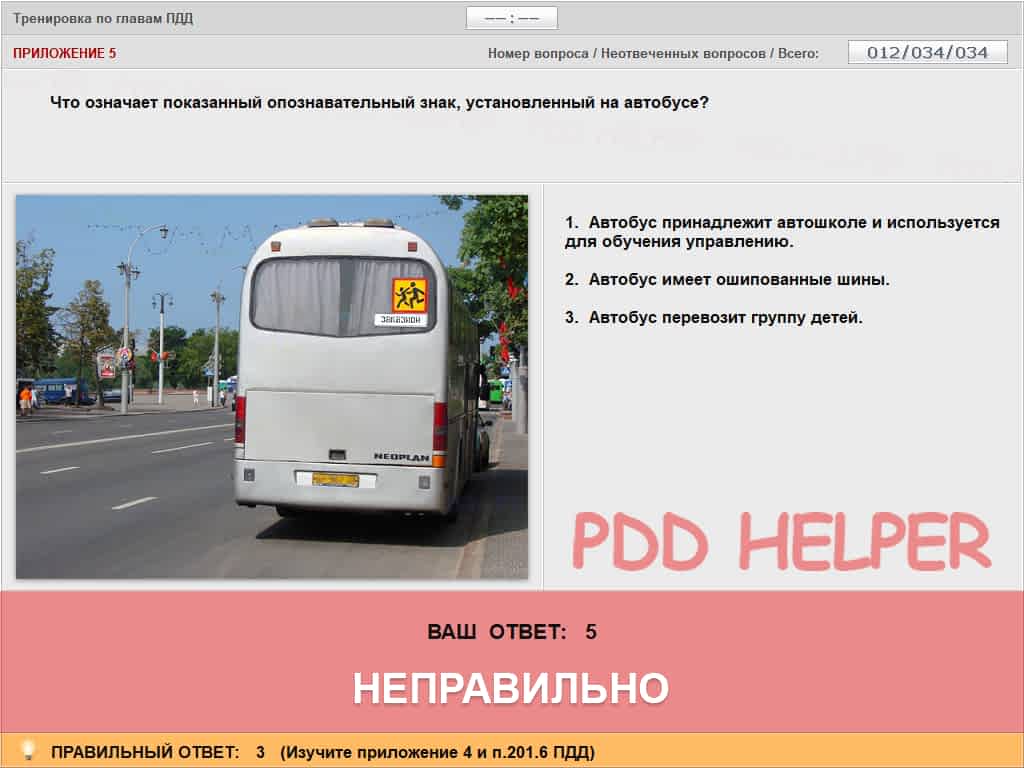 Тренировка по главам ПДД
–– : ––
ПРИЛОЖЕНИЕ 5
Номер вопроса / Неотвеченных вопросов / Всего:
012/034/034
Что означает показанный опознавательный знак, установленный на автобусе?
1. Автобус принадлежит автошколе и используется
для обучения управлению.
2. Автобус имеет ошипованные шины.
3. Автобус перевозит группу детей.
заказной
NEOPLAN
PDD HELPER
ВАШ ОТВЕТ: 5
НЕПРАВИЛЬНО
ПРАВИЛЬНЫЙ ОТВЕТ: 3 (Изучите приложение 4 и п.201.6 ПДД)